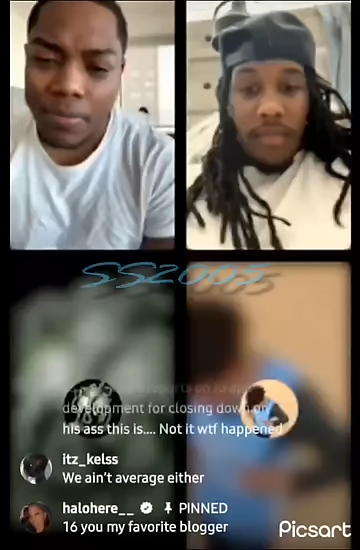 SS2005
development for closing down on
his ass this is.... Not it wtf happened
itz_kelss
We ain't average either
halohere__ PINNED
16 you my favorite blogger
Picsart